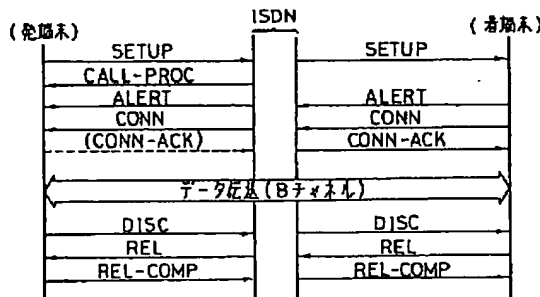 ISDN
(発端末)
(着端末)
SETUP
SETUP
CALL-PROC
ALERT
ALERT
CONN
CONN
(CONN-ACK)
CONN-ACK
データ伝送(Bチャネル)
DISC
DISC
REL
REL
REL-COMP
REL-COMP